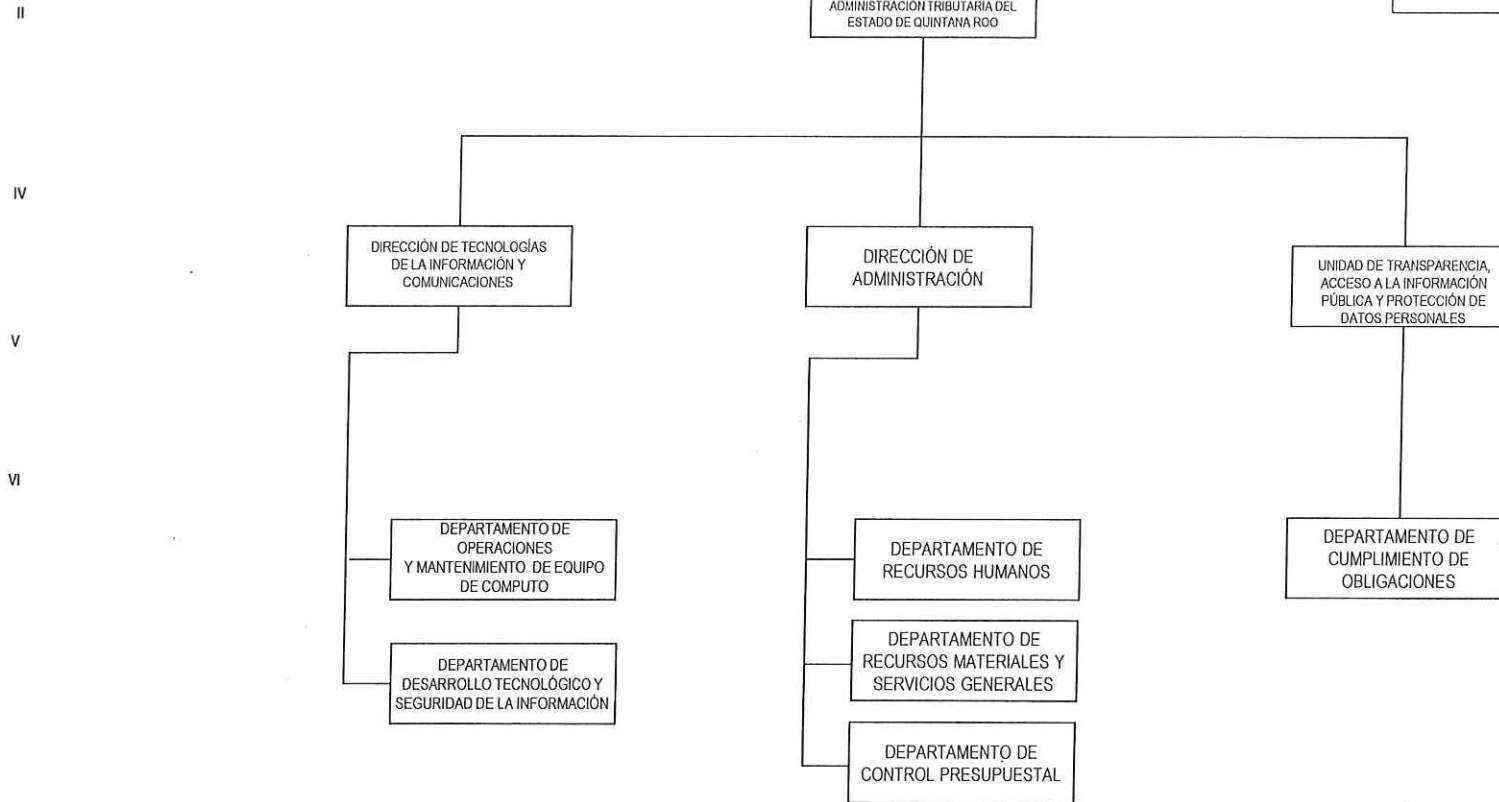 II
ADMINISTRACIÓN TRIBUTARIA DEL
ESTADO DE QUINTANA ROO
IV
DIRECCIÓN DE TECNOLOGÍAS
DE LA INFORMACIÓN Y
COMUNICACIONES
DIRECCIÓN DE
ADMINISTRACIÓN
UNIDAD DE TRANSPARENCIA,
ACCESO A LA INFORMACIÓN
PÚBLICA Y PROTECCIÓN DE
DATOS PERSONALES
V
VI
DEPARTAMENTO DE
OPERACIONES
Y MANTENIMIENTO DE EQUIPO
DE COMPUTO
DEPARTAMENTO DE
RECURSOS HUMANOS
DEPARTAMENTO DE
CUMPLIMIENTO DE
OBLIGACIONES
DEPARTAMENTO DE
DESARROLLO TECNOLÓGICO Y
SEGURIDAD DE LA INFORMACIÓN
DEPARTAMENTO DE
RECURSOS MATERIALES Y
SERVICIOS GENERALES
DEPARTAMENTO DE
CONTROL PRESUPUESTAL